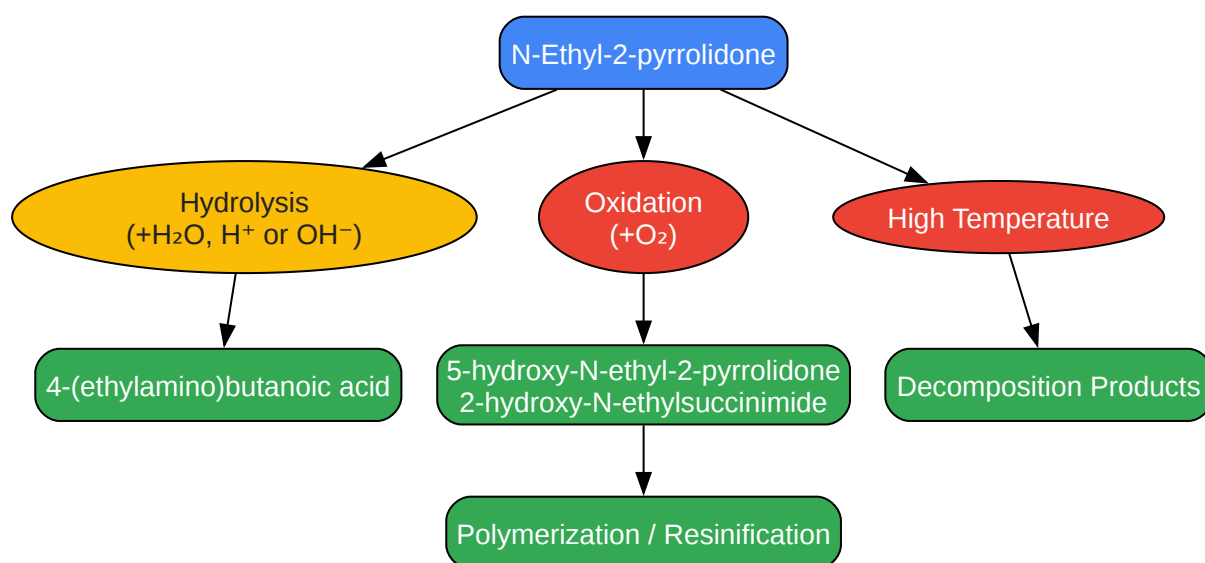 N-Ethyl-2-pyrrolidone
Hydrolysis
(+H₂O, H⁺ or OH⁻)
Oxidation
(+O₂)
High Temperature
4-(ethylamino)butanoic acid
5-hydroxy-N-ethyl-2-pyrrolidone
2-hydroxy-N-ethylsuccinimide
Decomposition Products
Polymerization / Resinification